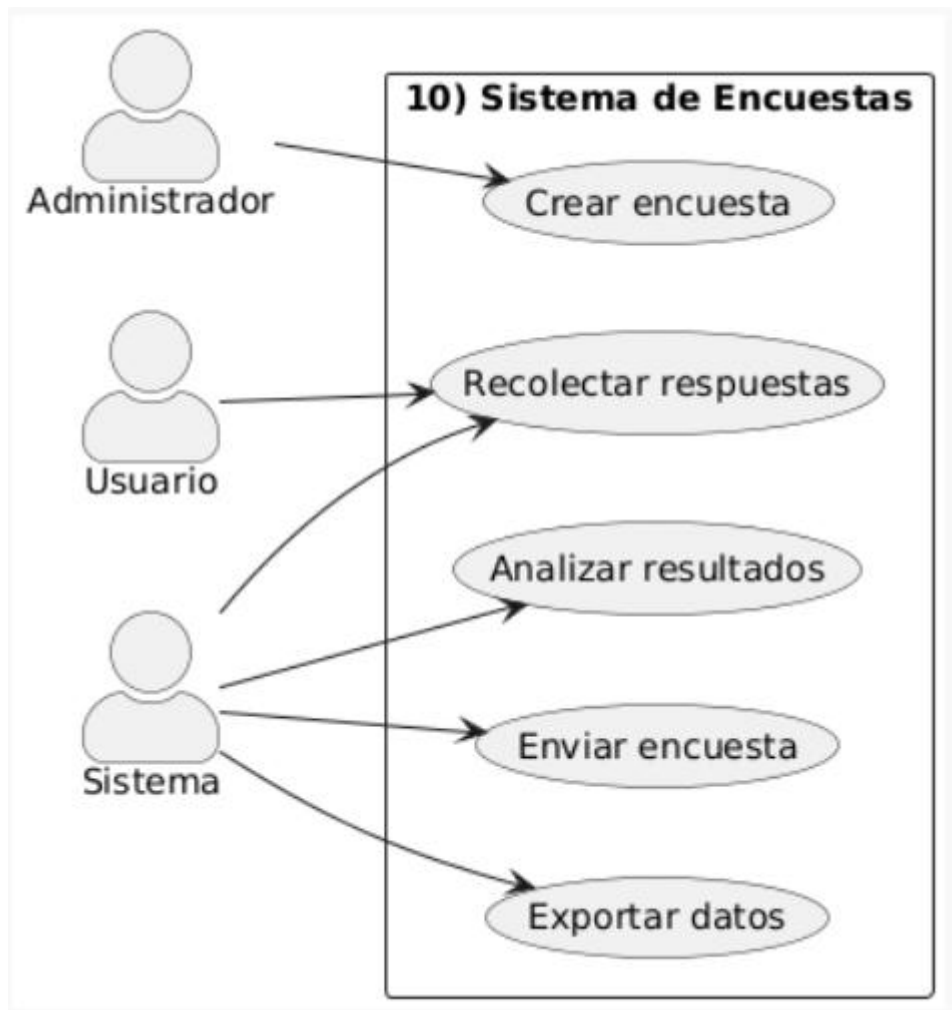 10) Sistema de Encuestas
Administrador
Crear encuesta
Usuario
Recolectar respuestas
Analizar resultados
Sistema
Enviar encuesta
Exportar datos